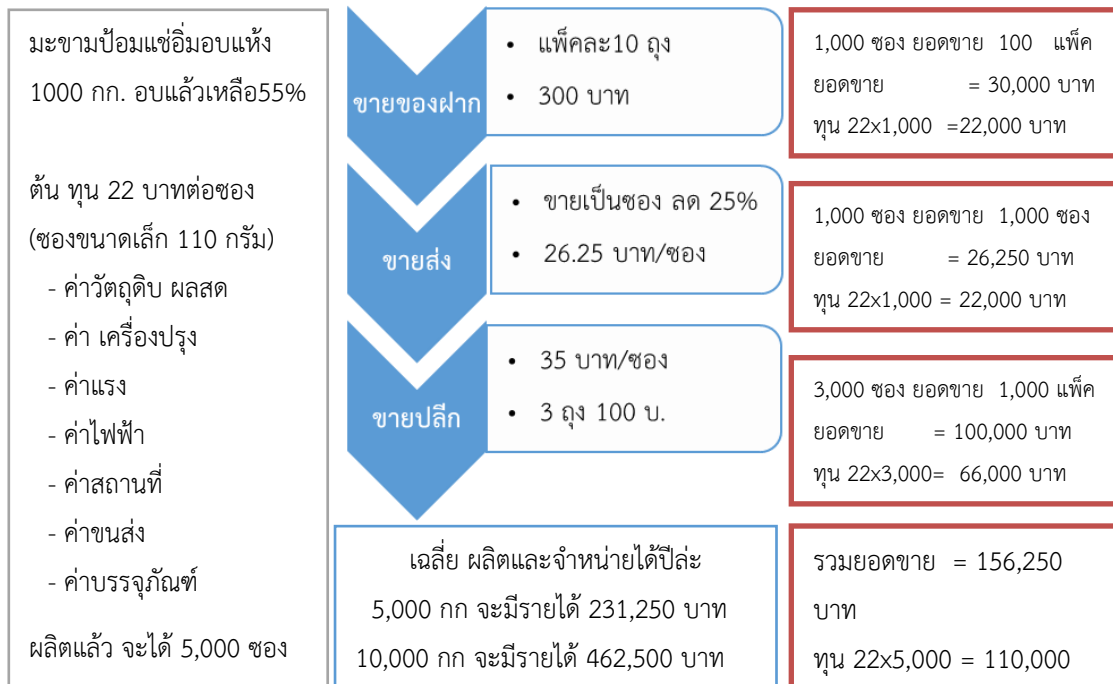 มะขามป้อมแช่อิ่มอบแห้ง
1000 กก. อบแล้วเหลือ55%
ต้น ทุน 22 บาทต่อซอง
(ซองขนาดเล็ก 110 กรัม)
- ค่าวัตถุดิบ ผลสด
- ค่า เครื่องปรุง
- ค่าแรง
- ค่าไฟฟ้า
- ค่าสถานที่
- ค่าขนส่ง
- ค่าบรรจุภัณฑ์
ผลิตแล้ว จะได้ 5,000 ซอง
ขายของฝาก
• แพ็คละ10 ถุง
• 300 บาท
1,000 ซอง ยอดขาย 100 แพ็ค
ยอดขาย = 30,000 บาท
ทุน 22x1,000 =22,000 บาท
ขายส่ง
• ขายเป็นซอง ลด 25%
• 26.25 บาท/ซอง
1,000 ซอง ยอดขาย 1,000 ซอง
ยอดขาย = 26,250 บาท
ทุน 22x1,000 = 22,000 บาท
ขายปลีก
• 35 บาท/ซอง
• 3 ถุง 100 บ.
3,000 ซอง ยอดขาย 1,000 แพ็ค
ยอดขาย = 100,000 บาท
ทุน 22x3,000= 66,000 บาท
เฉลี่ย ผลิตและจำหน่ายได้ปีล่ะ
5,000 กก จะมีรายได้ 231,250 บาท
10,000 กก จะมีรายได้ 462,500 บาท
รวมยอดขาย = 156,250
บาท
ทุน 22x5,000 = 110,000